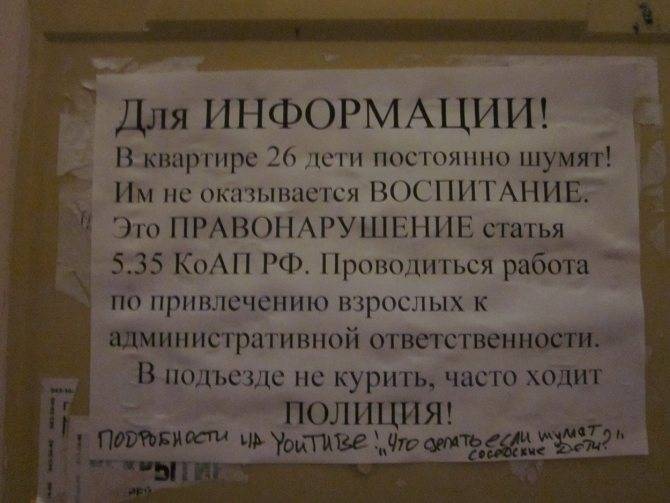 Для ИНФОРМАЦИИ!
В квартире 26 дети постоянно шумят!
Им не оказывается ВОСПИТАНИЕ.
Это ПРАВОНАРУШЕНИЕ статья
5.35 КоАП РФ. Проводиться работа
по привлечению взрослых к
административной ответственности.
В подъезде не курить, часто ходит
ПОЛИЦИЯ!
ПОДРОБНОСТИ НА YOUTUBE! „ЧТО делать если шумят
соседские Дети?"